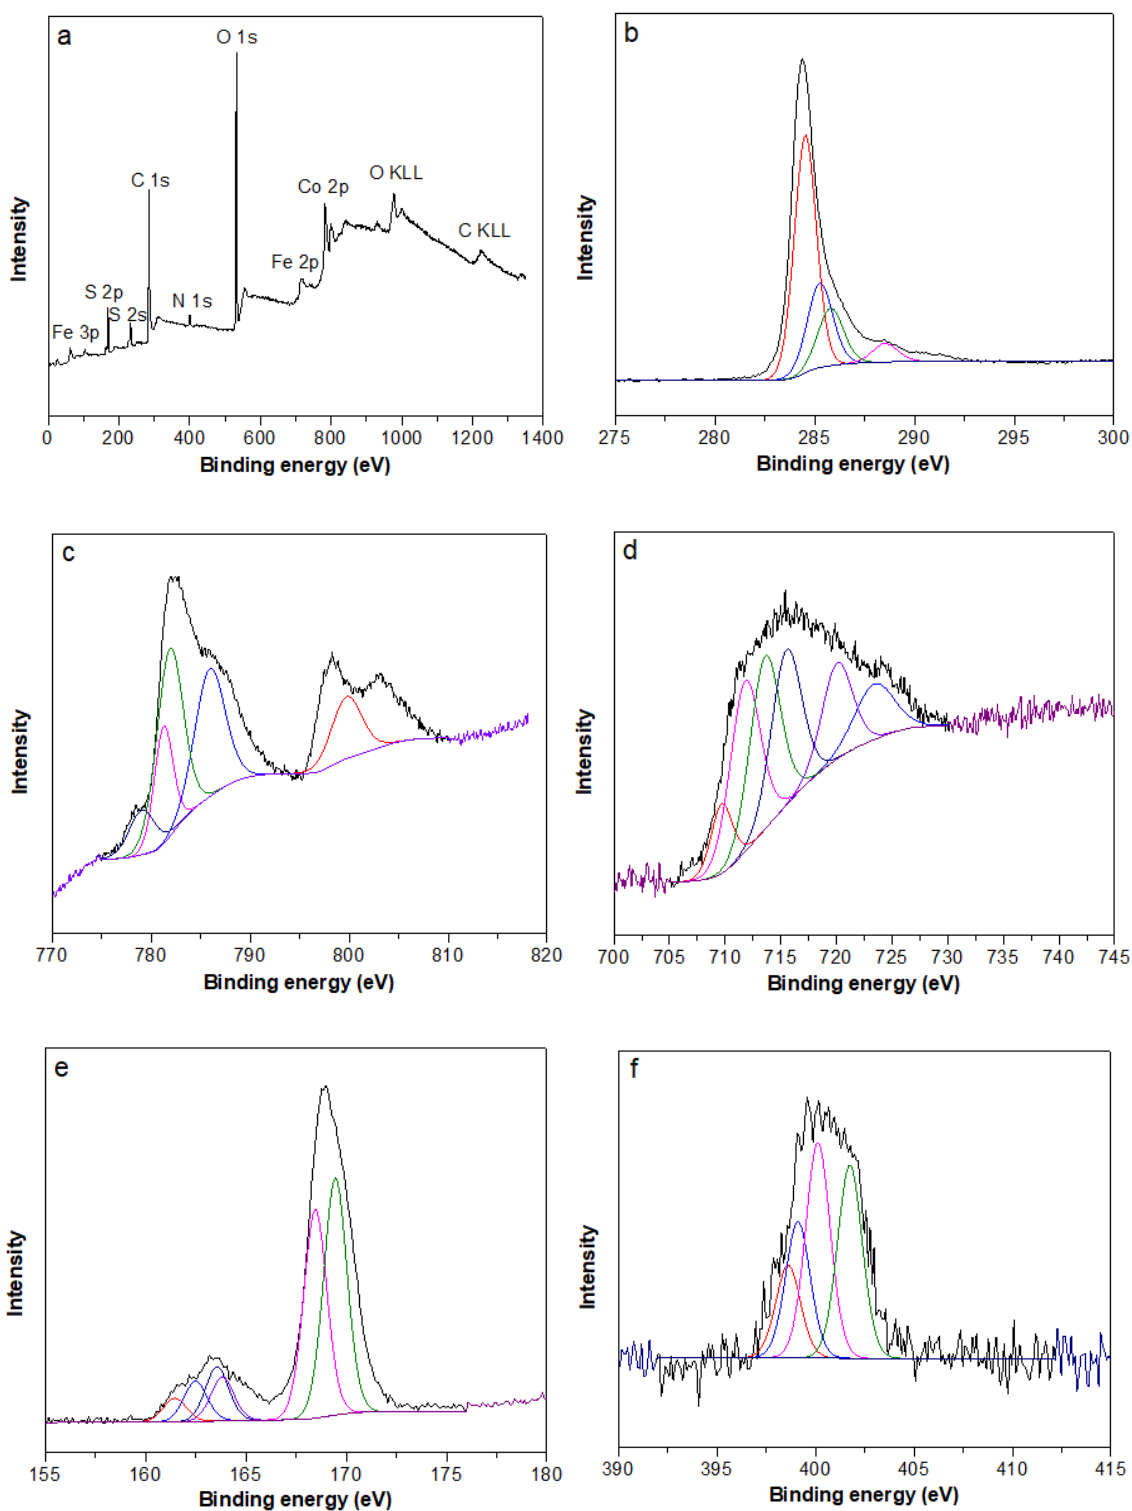 a
O 1s
C 1s
Co 2p
O KLL
C KLL
Fe 2p
S 2p
S 2s
N 1s
Fe 3p
Intensity
0 200 400 600 800 1000 1200 1400
Binding energy (eV)
b
Intensity
275 280 285 290 295 300
Binding energy (eV)
c
Intensity
770 780 790 800 810 820
Binding energy (eV)
d
Intensity
700 705 710 715 720 725 730 735 740 745
Binding energy (eV)
e
Intensity
155 160 165 170 175 180
Binding energy (eV)
f
Intensity
390 395 400 405 410 415
Binding energy (eV)